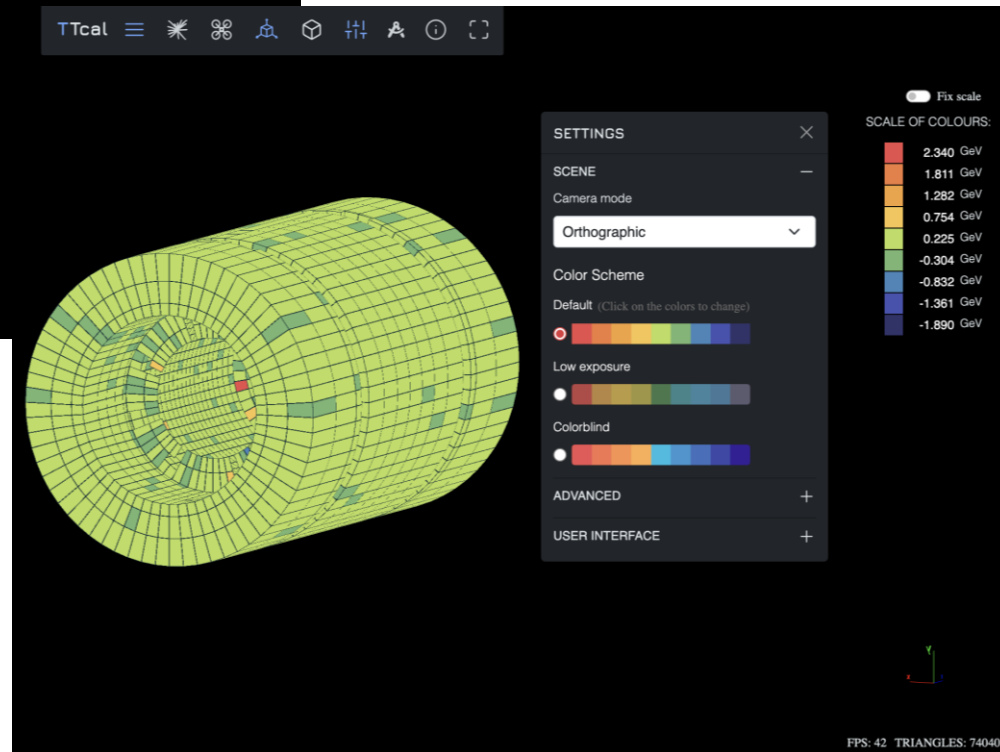 TTcal
Fix scale
SCALE OF COLOURS:
2.340 GeV
1.811 GeV
1.282 GeV
0.754 GeV
0.225 GeV
-0.304 GeV
-0.832 GeV
-1.361 GeV
-1.890 GeV
SETTINGS
SCENE
Camera mode
Orthographic
Color Scheme
Default (Click on the colors to change)
Low exposure
Colorblind
ADVANCED
USER INTERFACE
Y
FPS: 42 TRIANGLES: 74040